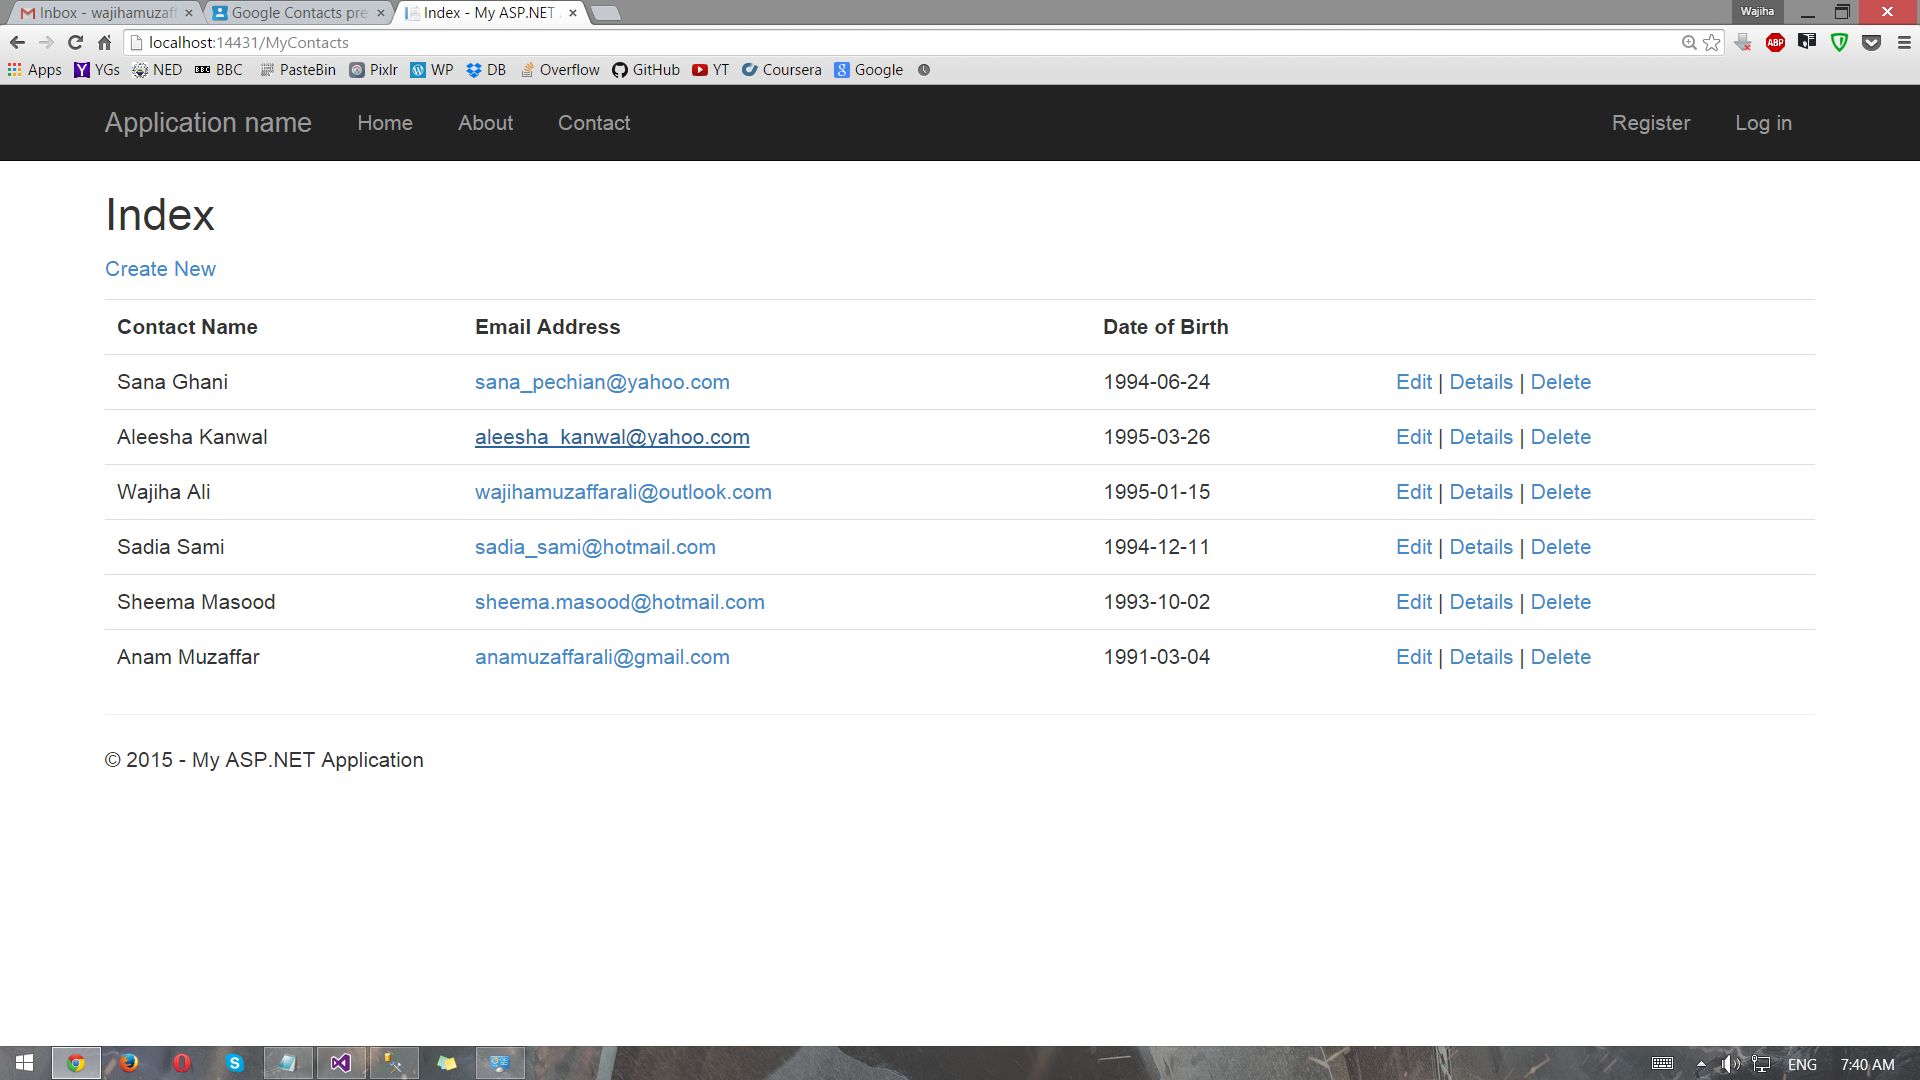 Inbox - wajihamuzaff Google Contacts pre Index - My ASP.NET Wajiha
localhost:14431/MyContacts ABP
Apps YGs NED BBC PasteBin Pixlr WP DB Overflow GitHub YT Coursera Google
Application name Home About Contact Register Log in
Index
Create New
Contact Name Email Address Date of Birth
Sana Ghani sana_pechian@yahoo.com 1994-06-24 Edit | Details | Delete
Aleesha Kanwal aleesha_kanwal@yahoo.com 1995-03-26 Edit | Details | Delete
Wajiha Ali wajihamuzaffarali@outlook.com 1995-01-15 Edit | Details | Delete
Sadia Sami sadia_sami@hotmail.com 1994-12-11 Edit | Details | Delete
Sheema Masood sheema.masood@hotmail.com 1993-10-02 Edit | Details | Delete
Anam Muzaffar anamuzaffarali@gmail.com 1991-03-04 Edit | Details | Delete
© 2015 - My ASP.NET Application
ENG 7:40 AM